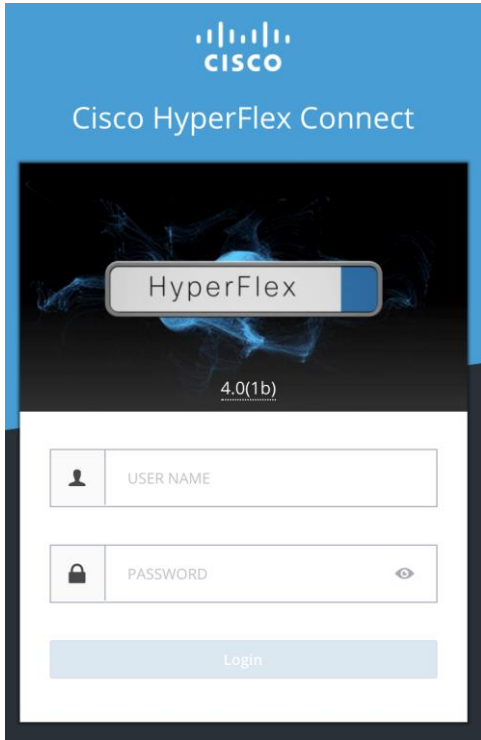 CISCO
Cisco HyperFlex Connect
HyperFlex
4.0(1b)
USER NAME
PASSWORD
Login